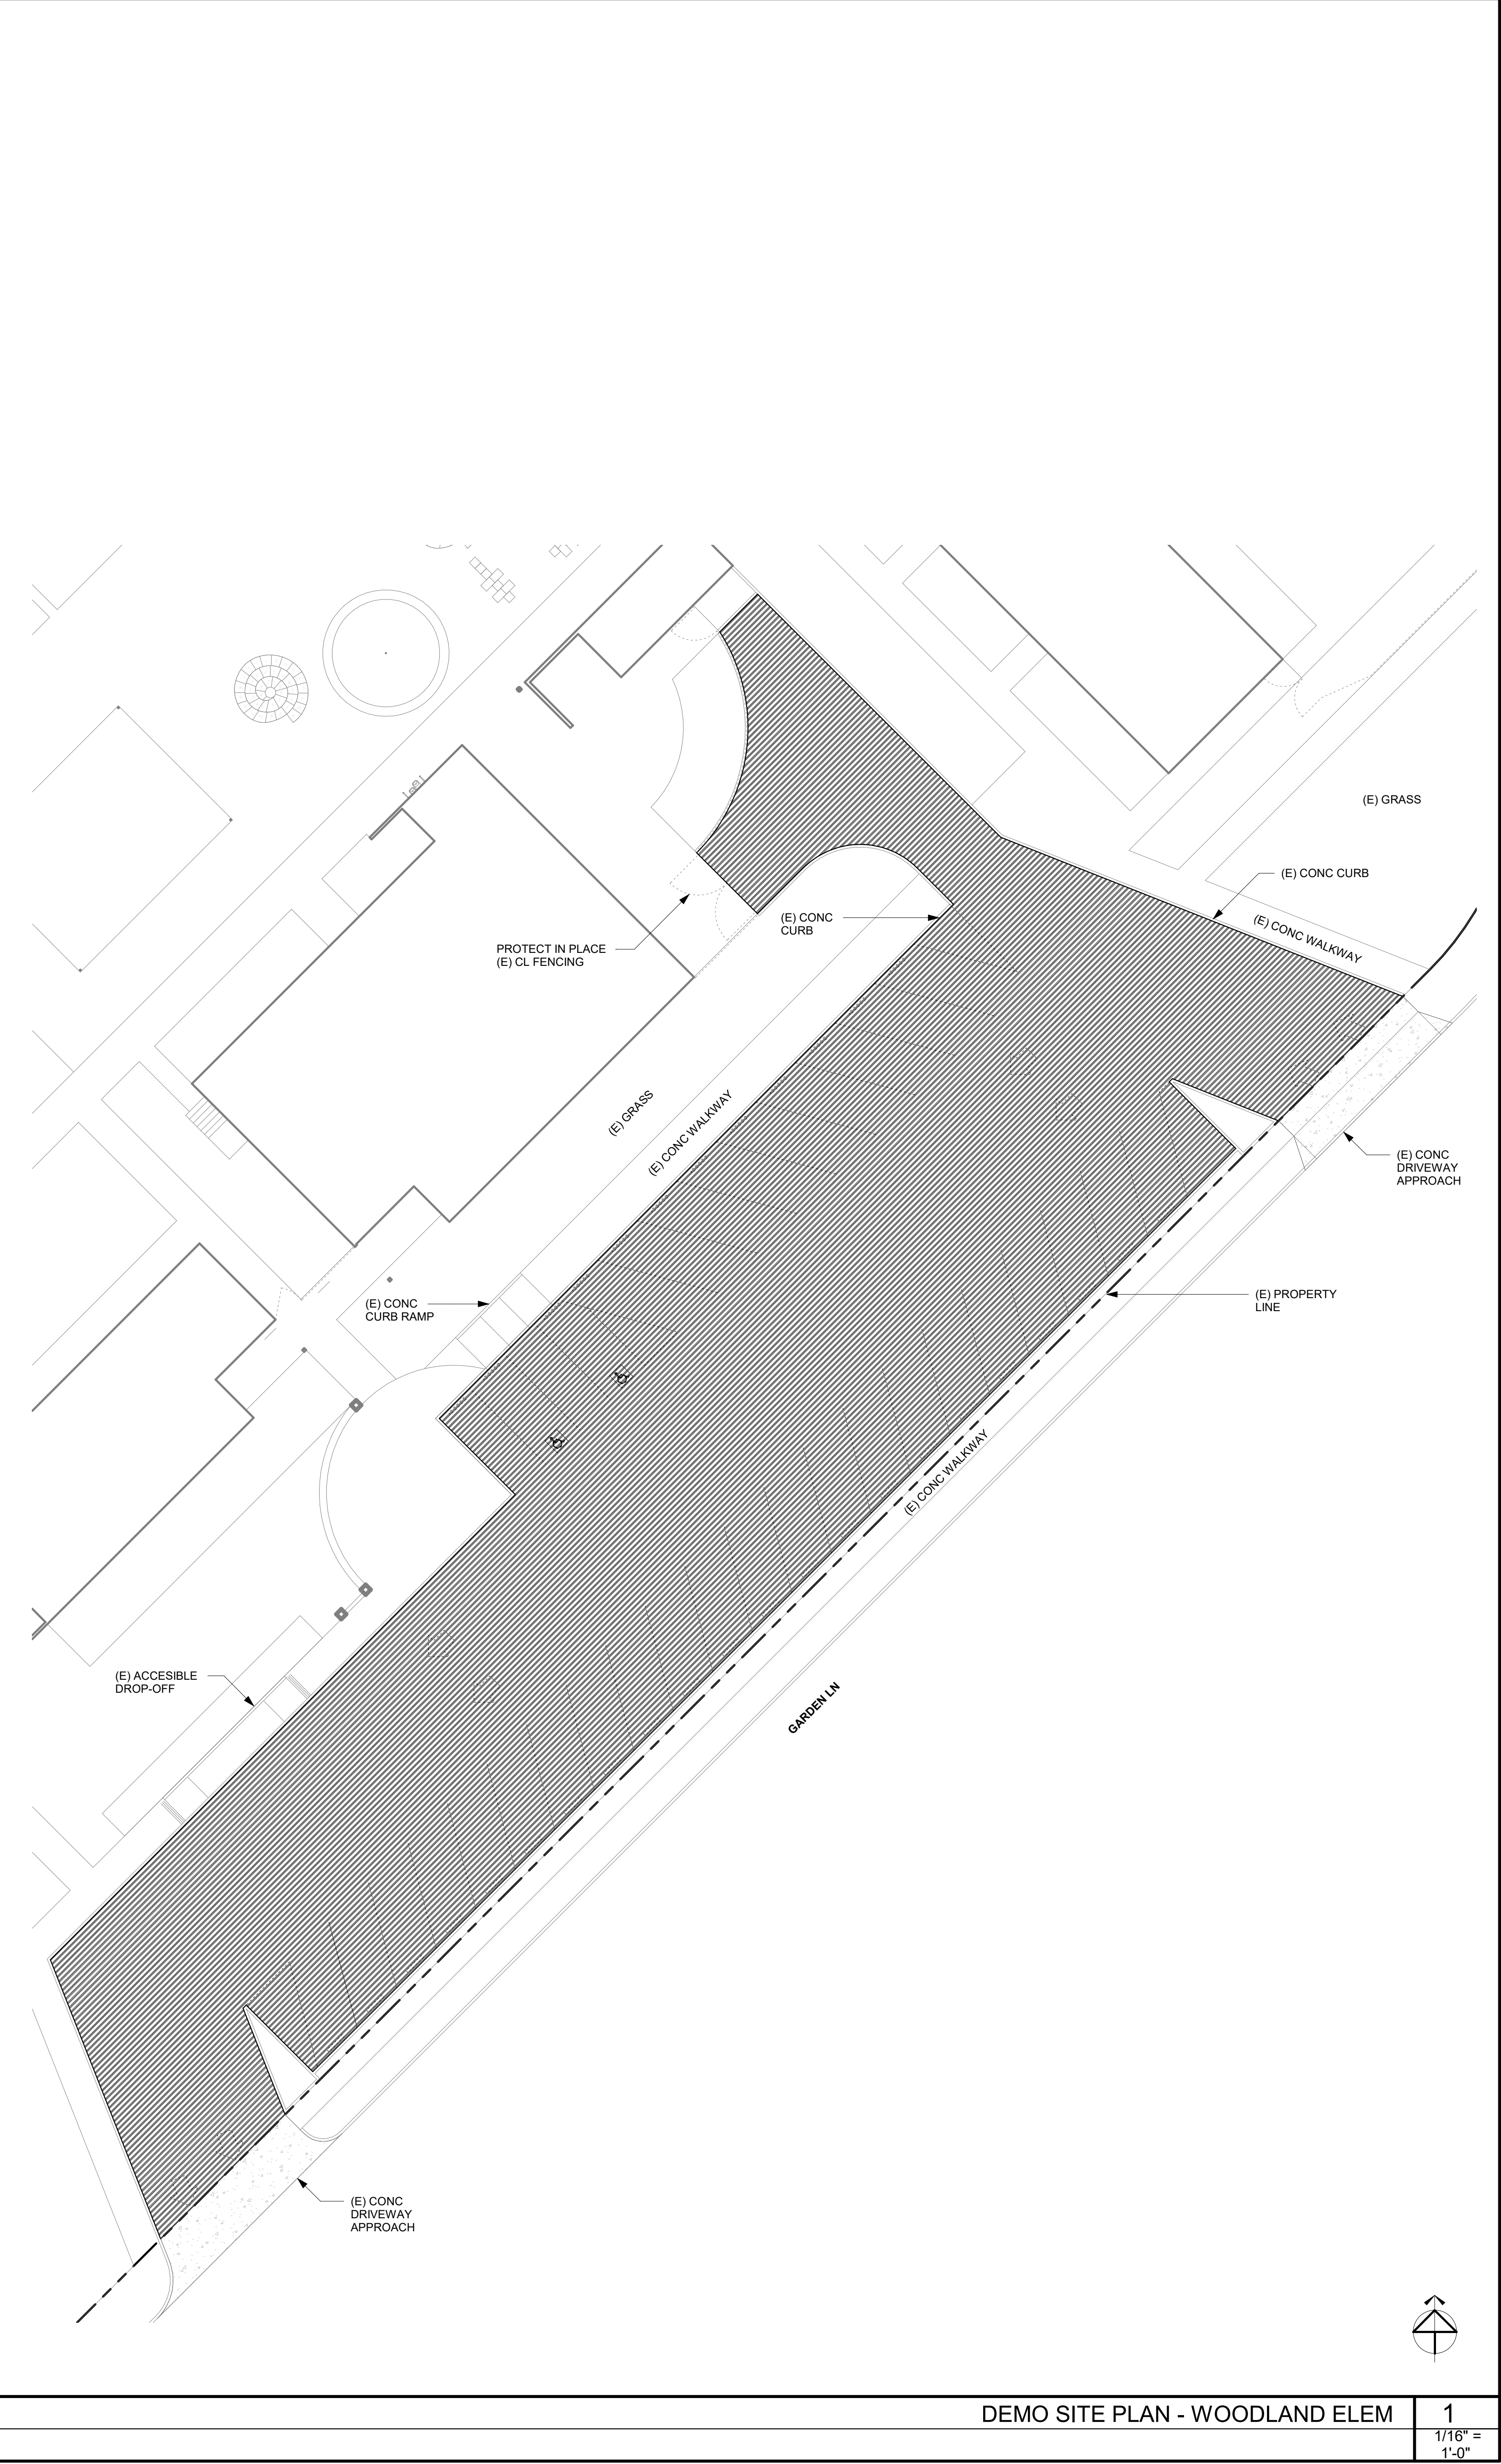 (E) GRASS
(E) CONC CURB
(E) CONC WALKWAY
(E) CONC
CURB
PROTECT IN PLACE
(E) CL FENCING
(E) GRASS
(E) CONC WALKWAY
(E) CONC
DRIVEWAY
APPROACH
(E) CONC
CURB RAMP
(E) PROPERTY
LINE
(E) CONC WALKWAY
(E) ACCESIBLE
DROP-OFF
GARDEN LN
(E) CONC
DRIVEWAY
APPROACH
DEMO SITE PLAN - WOODLAND ELEM
1
1/16" =
1'-0"